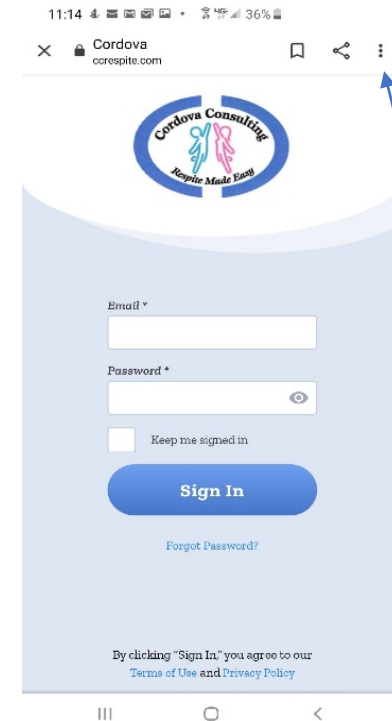 11:14 36%
Cordova
ccrespite.com
Cordova Consulting
Respite Made Easy
Email *
Password *
Keep me signed in
Sign In
Forgot Password?
By clicking "Sign In," you agree to our
Terms of Use and Privacy Policy